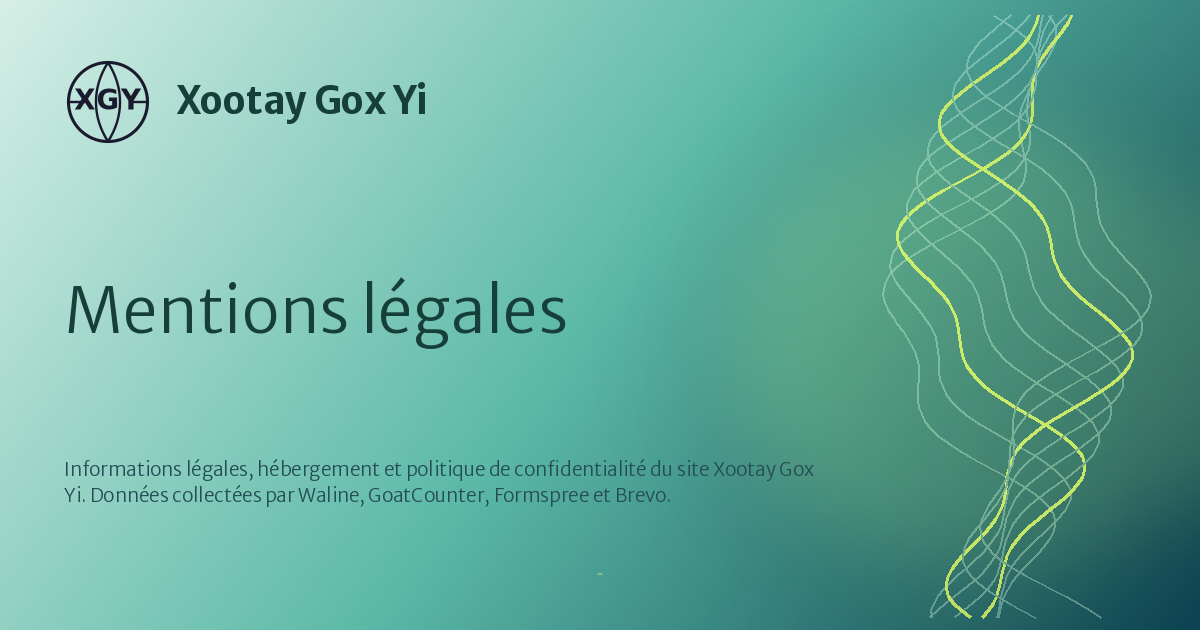 XGY
Xootay Gox Yi
Mentions légales
Informations légales, hébergement et politique de confidentialité du site Xootay Gox
Yi. Données collectées par Waline, GoatCounter, Formspree et Brevo.